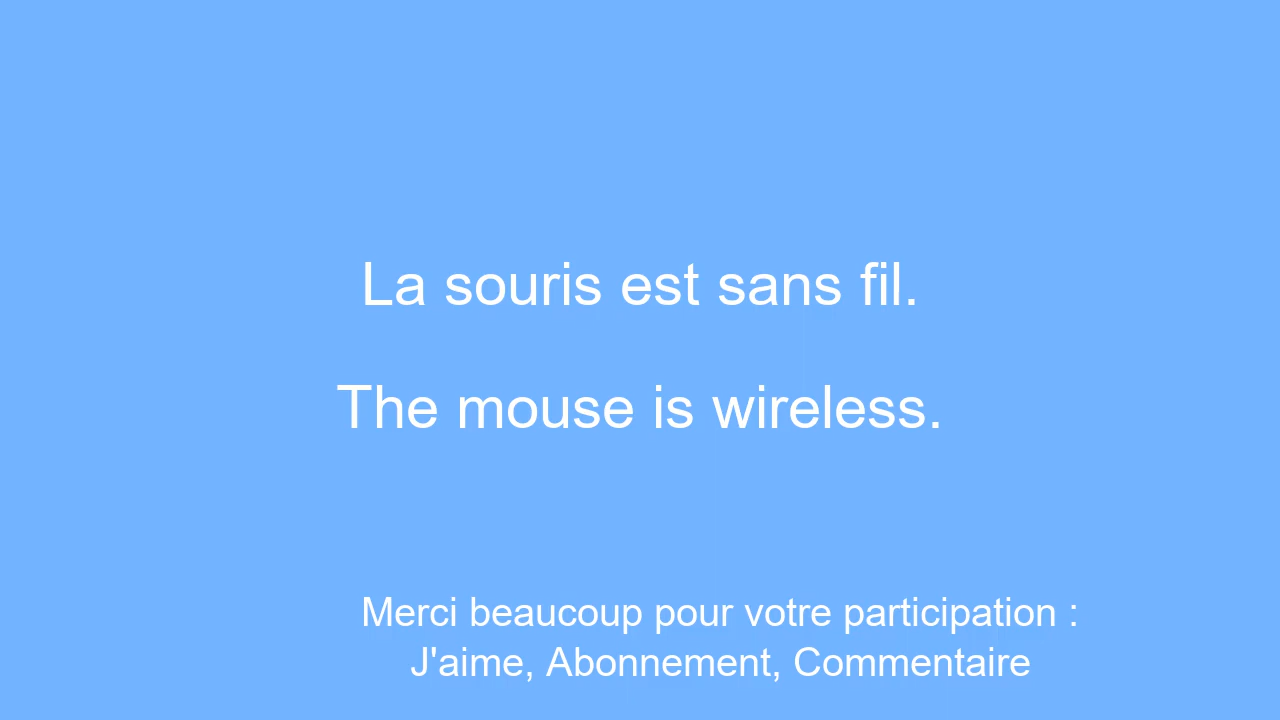 La souris est sans fil.
The mouse is wireless.
Merci beaucoup pour votre participation :
J'aime, Abonnement, Commentaire